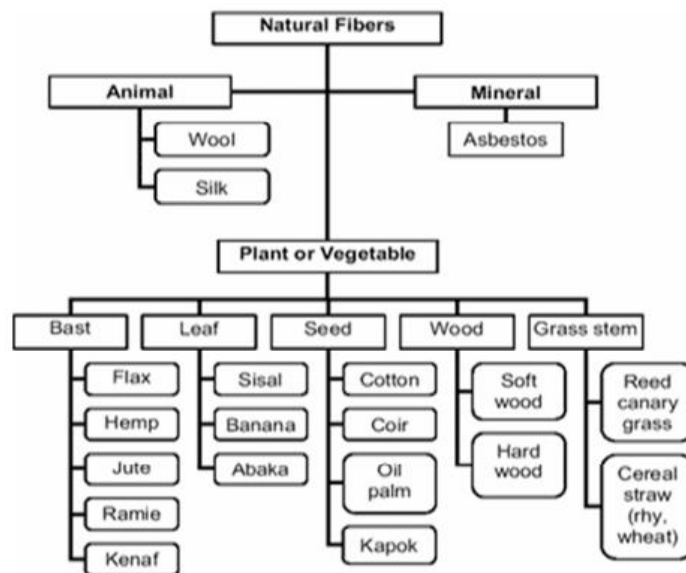 Natural Fibers
Animal
Mineral
Wool
Asbestos
Silk
Plant or Vegetable
Bast
Leaf
Seed
Wood
Grass stem
Flax
Hemp
Jute
Ramie
Kenaf
Sisal
Banana
Abaka
Cotton
Coir
Oil
palm
Kapok
Soft
wood
Hard
wood
Reed
canary
grass
Cereal
straw
(rhy,
wheat)